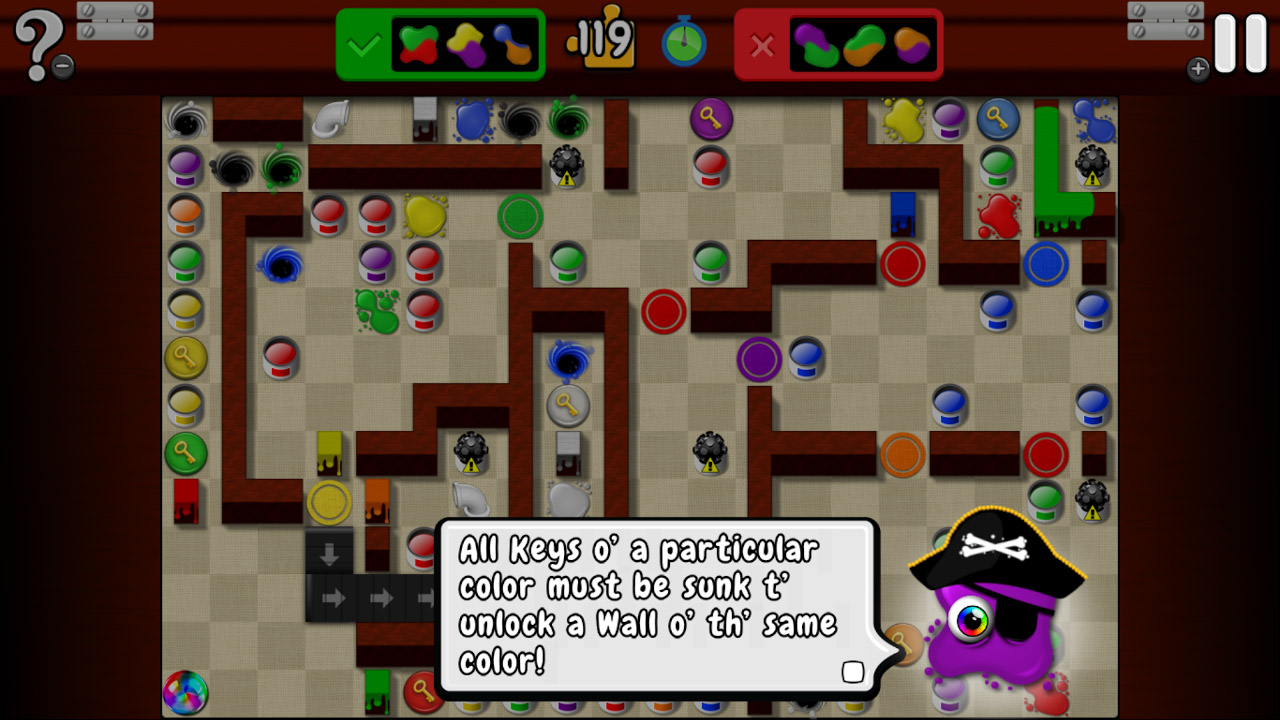 119
All Keys o' a particular
color must be sunk t'
unlock a Wall o' th' same
color!